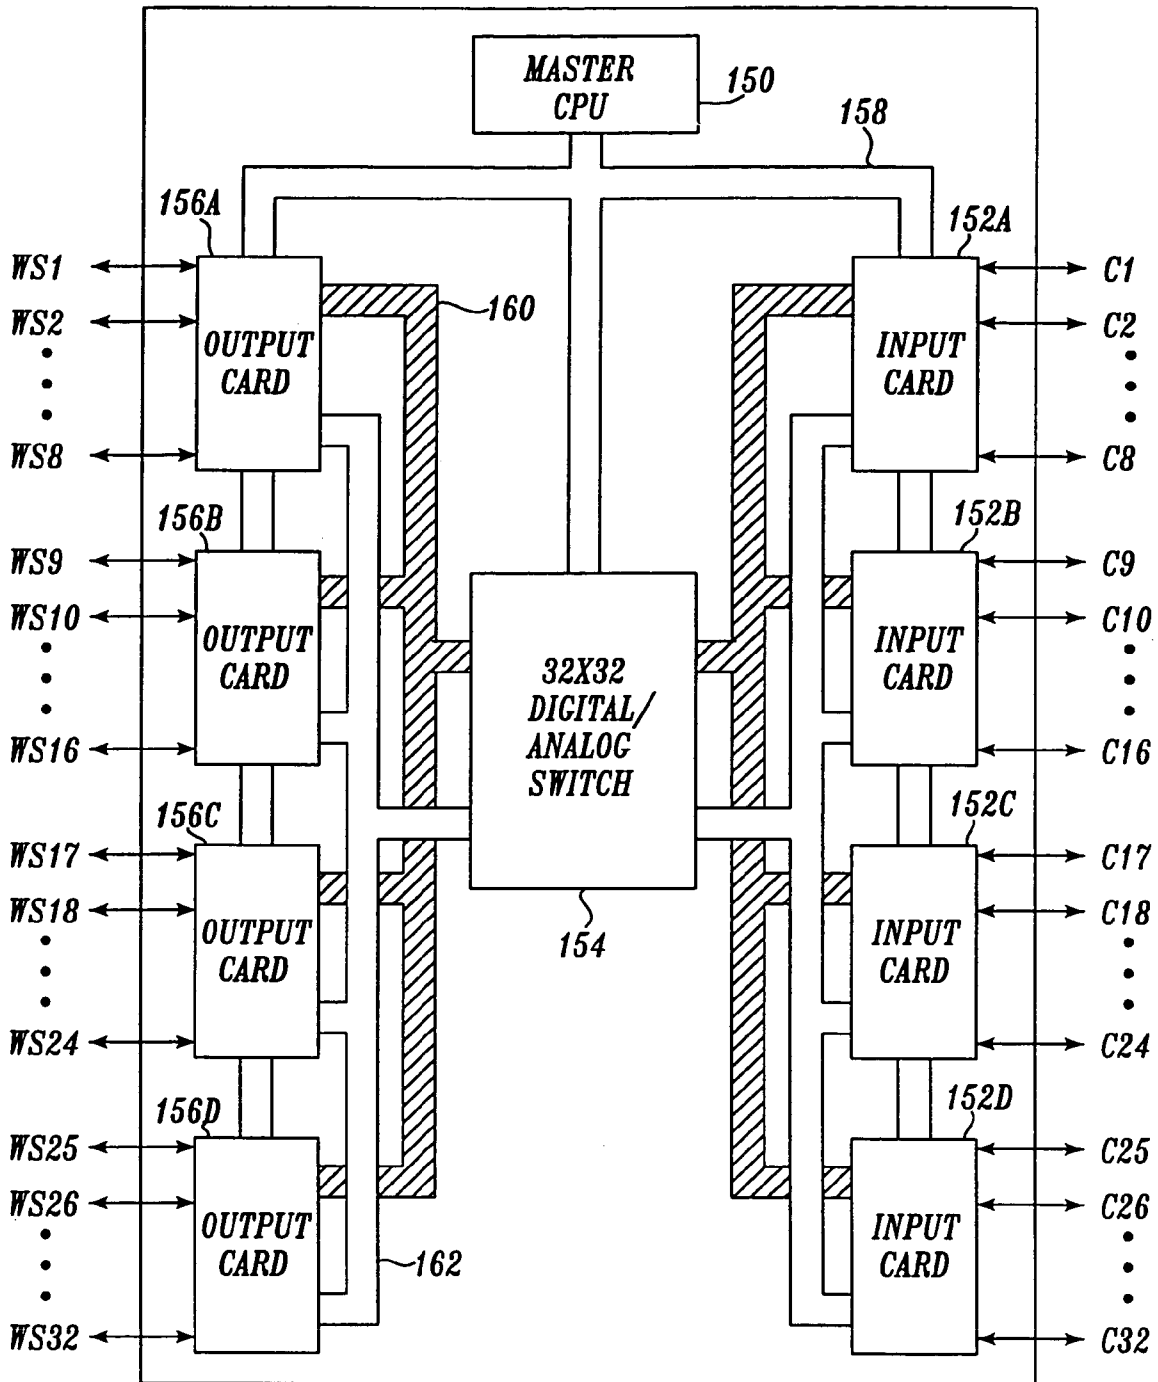 MASTER
CPU
150
158
156A
152A
WS1
C1
WS2
160
C2
OUTPUT
CARD
INPUT
CARD
WS8
C8
156B
152B
WS9
C9
WS10
C10
OUTPUT
CARD
INPUT
CARD
32X32
DIGITAL/
ANALOG
SWITCH
WS16
C16
156C
152C
WS17
C17
WS18
C18
154
OUTPUT
CARD
INPUT
CARD
WS24
C24
156D
152D
WS25
C25
WS26
C26
OUTPUT
CARD
INPUT
CARD
162
WS32
C32